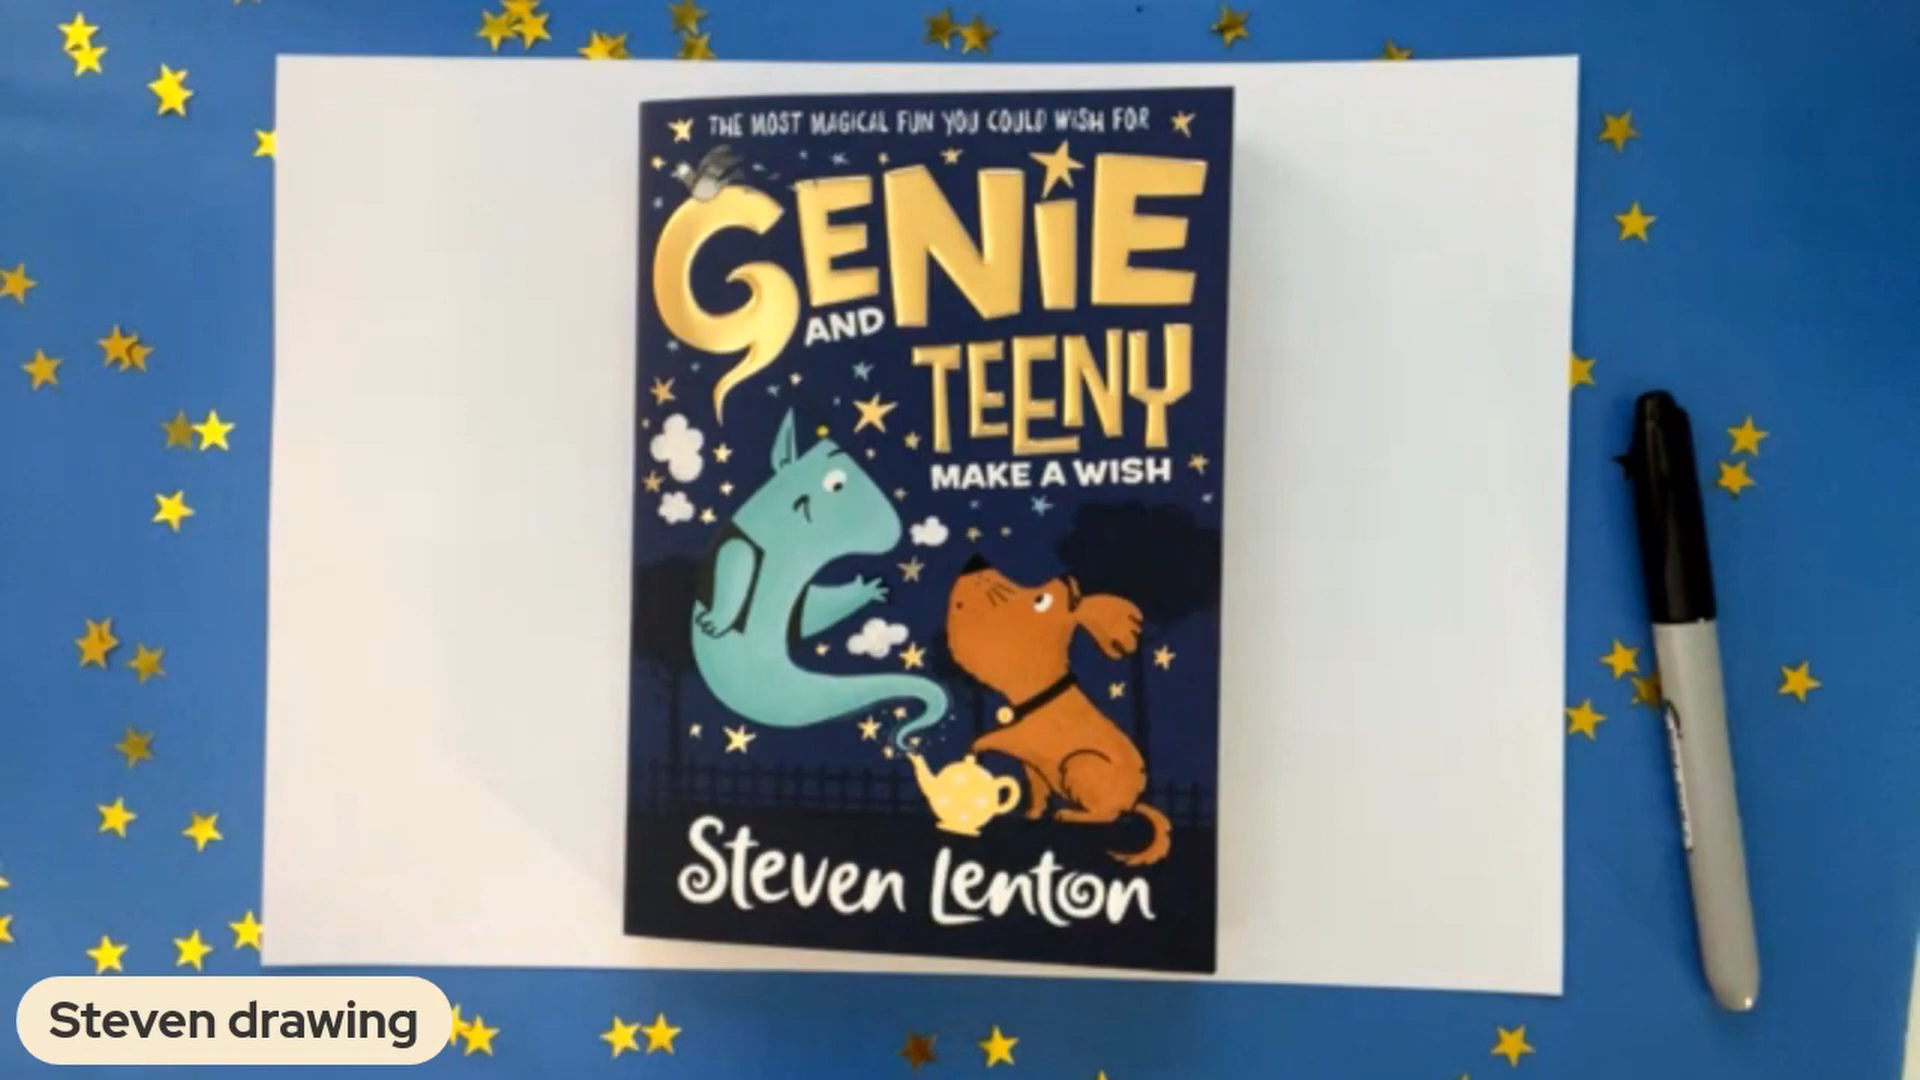 THE MOST MAGICAL FUN YOU COULD WISH FOR
GENiE
AND
TEENY
MAKE A WISH
Steven Lenton
Steven drawing